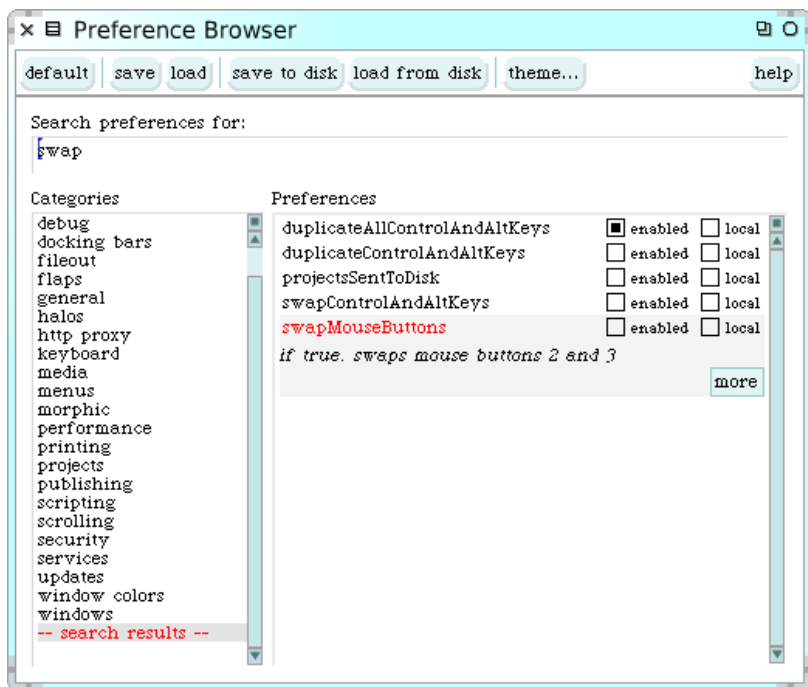 Preference Browser
default save load save to disk load from disk theme... help
Search preferences for:
swap
Categories
debug
docking bars
fileout
flaps
general
halos
http proxy
keyboard
media
menus
morphic
performance
printing
projects
publishing
scripting
scrolling
security
services
updates
window colors
windows
-- search results --
Preferences
duplicateAllControlAndAltKeys enabled local
duplicateControlAndAltKeys enabled local
projectsSentToDisk enabled local
swapControlAndAltKeys enabled local
swapMouseButtons enabled local
if true. swaps mouse buttons 2 and 3
more